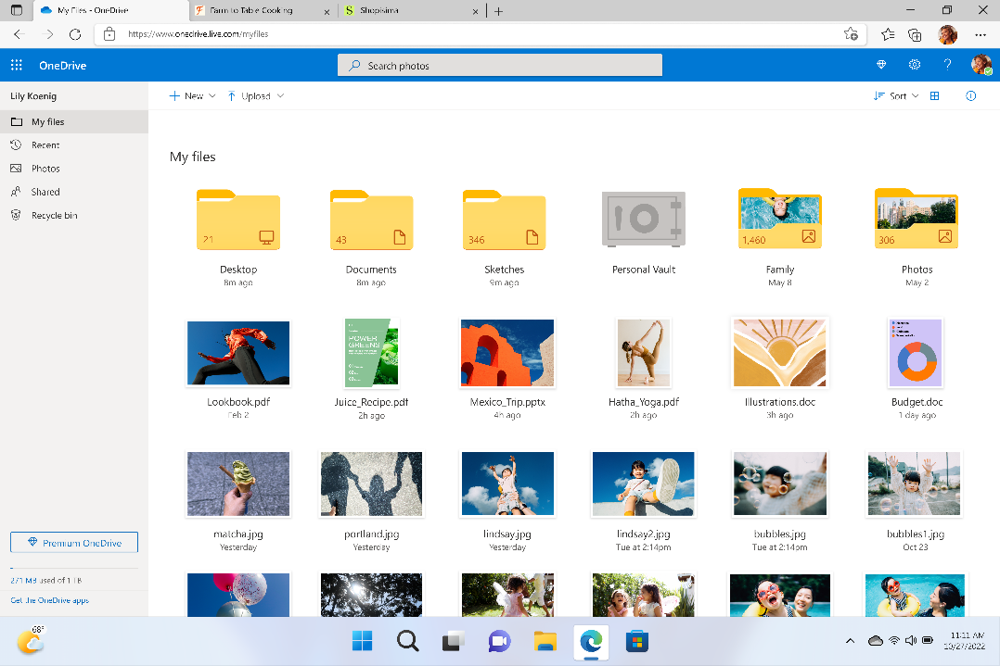 My Files - OneDrive
Farm to Table Cooking
Shopisima
https://www.onedrive.live.com/myfiles
OneDrive
Search photos
Lily Koenig
New
Upload
Sort
My files
Recent
Photos
Shared
Recycle bin
My files
21
43
346
1,460
306
Desktop
Documents
Sketches
Personal Vault
Family
Photos
8m ago
8m ago
9m ago
May 8
May 2
POWER
GREENS
Lookbook.pdf
Juice_Recipe.pdf
Mexico_Trip.pptx
Hatha_Yoga.pdf
Illustrations.doc
Budget.doc
Feb 2
2h ago
4h ago
2h ago
3h ago
1 day ago
matcha.jpg
portland.jpg
lindsay.jpg
lindsay2.jpg
bubbles.jpg
bubbles1.jpg
Yesterday
Yesterday
Yesterday
Tue at 2:14pm
Tue at 2:14pm
Oct 23
Premium OneDrive
271 MB used of 1 TB
Get the OneDrive apps
68°
11:11 AM
10/27/2022